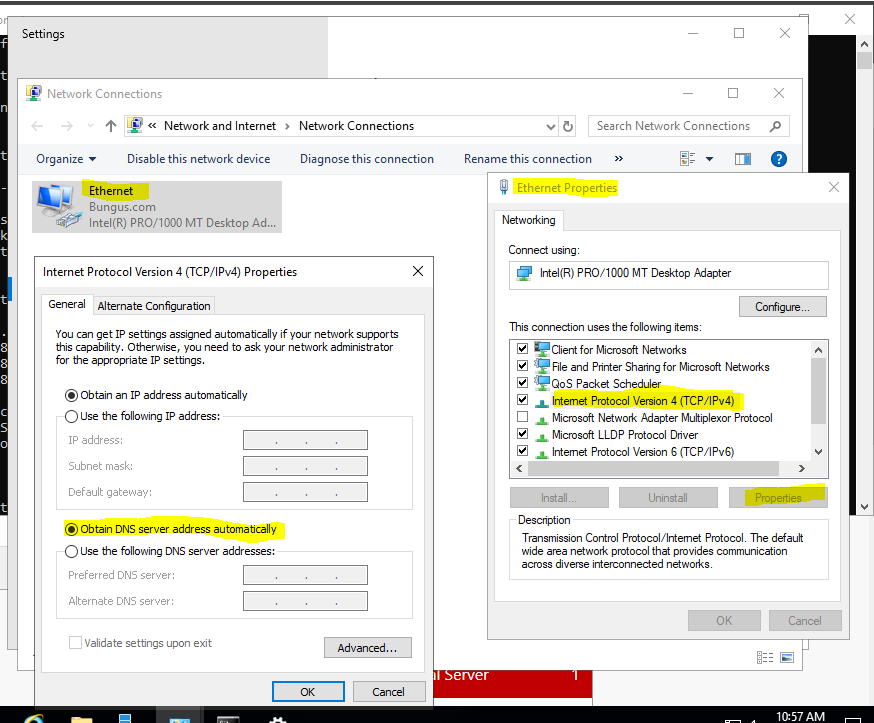 Settings
Network Connections
« Network and Internet › Network Connections
Search Network Connections
Organize
Disable this network device
Diagnose this connection
Rename this connection
»
Ethernet
Bungus.com
Intel(R) PRO/1000 MT Desktop Ad...
Ethernet Properties
Networking
Connect using:
Intel(R) PRO/1000 MT Desktop Adapter
Configure...
This connection uses the following items:
Client for Microsoft Networks
File and Printer Sharing for Microsoft Networks
QoS Packet Scheduler
Internet Protocol Version 4 (TCP/IPv4)
Microsoft Network Adapter Multiplexor Protocol
Microsoft LLDP Protocol Driver
Internet Protocol Version 6 (TCP/IPv6)
Install...
Uninstall
Properties
Description
Transmission Control Protocol/Internet Protocol. The default
wide area network protocol that provides communication
across diverse interconnected networks.
OK
Cancel
Internet Protocol Version 4 (TCP/IPv4) Properties
General
Alternate Configuration
You can get IP settings assigned automatically if your network supports
this capability. Otherwise, you need to ask your network administrator
for the appropriate IP settings.
Obtain an IP address automatically
Use the following IP address:
IP address:
Subnet mask:
Default gateway:
Obtain DNS server address automatically
Use the following DNS server addresses:
Preferred DNS server:
Alternate DNS server:
Validate settings upon exit
Advanced...
OK
Cancel
Server
1
10:57 AM